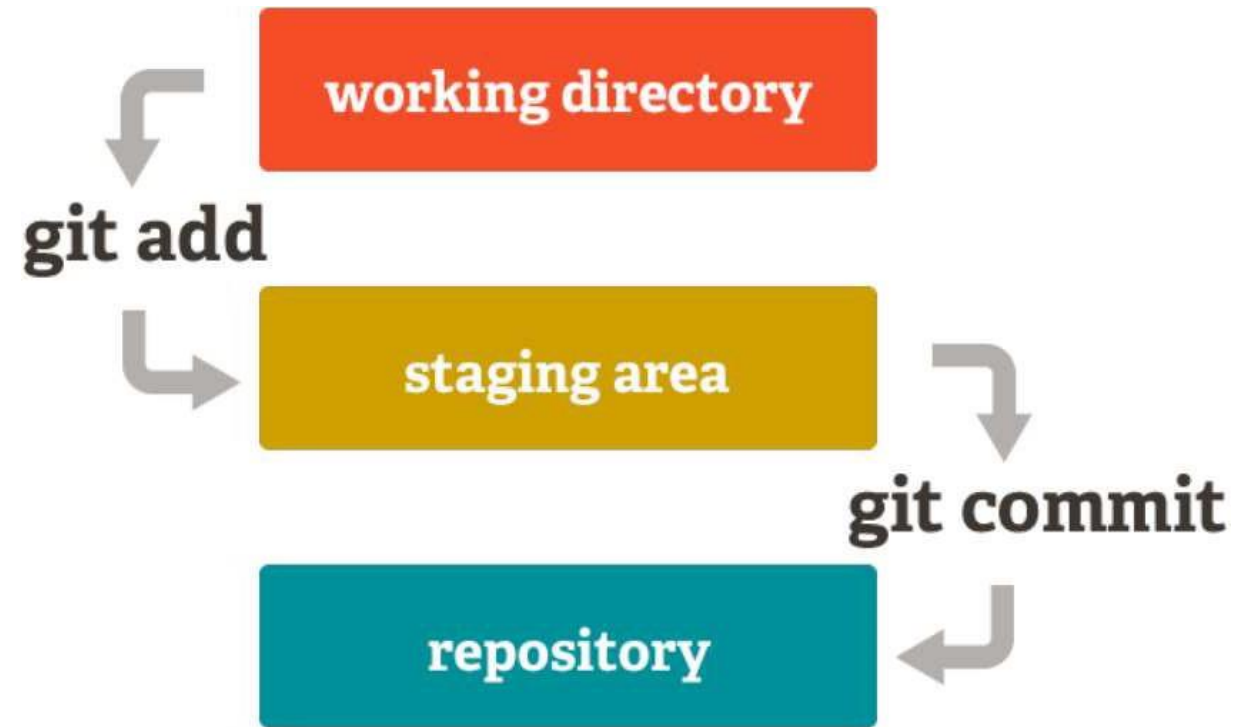 working directory
git add
staging area
git commit
repository